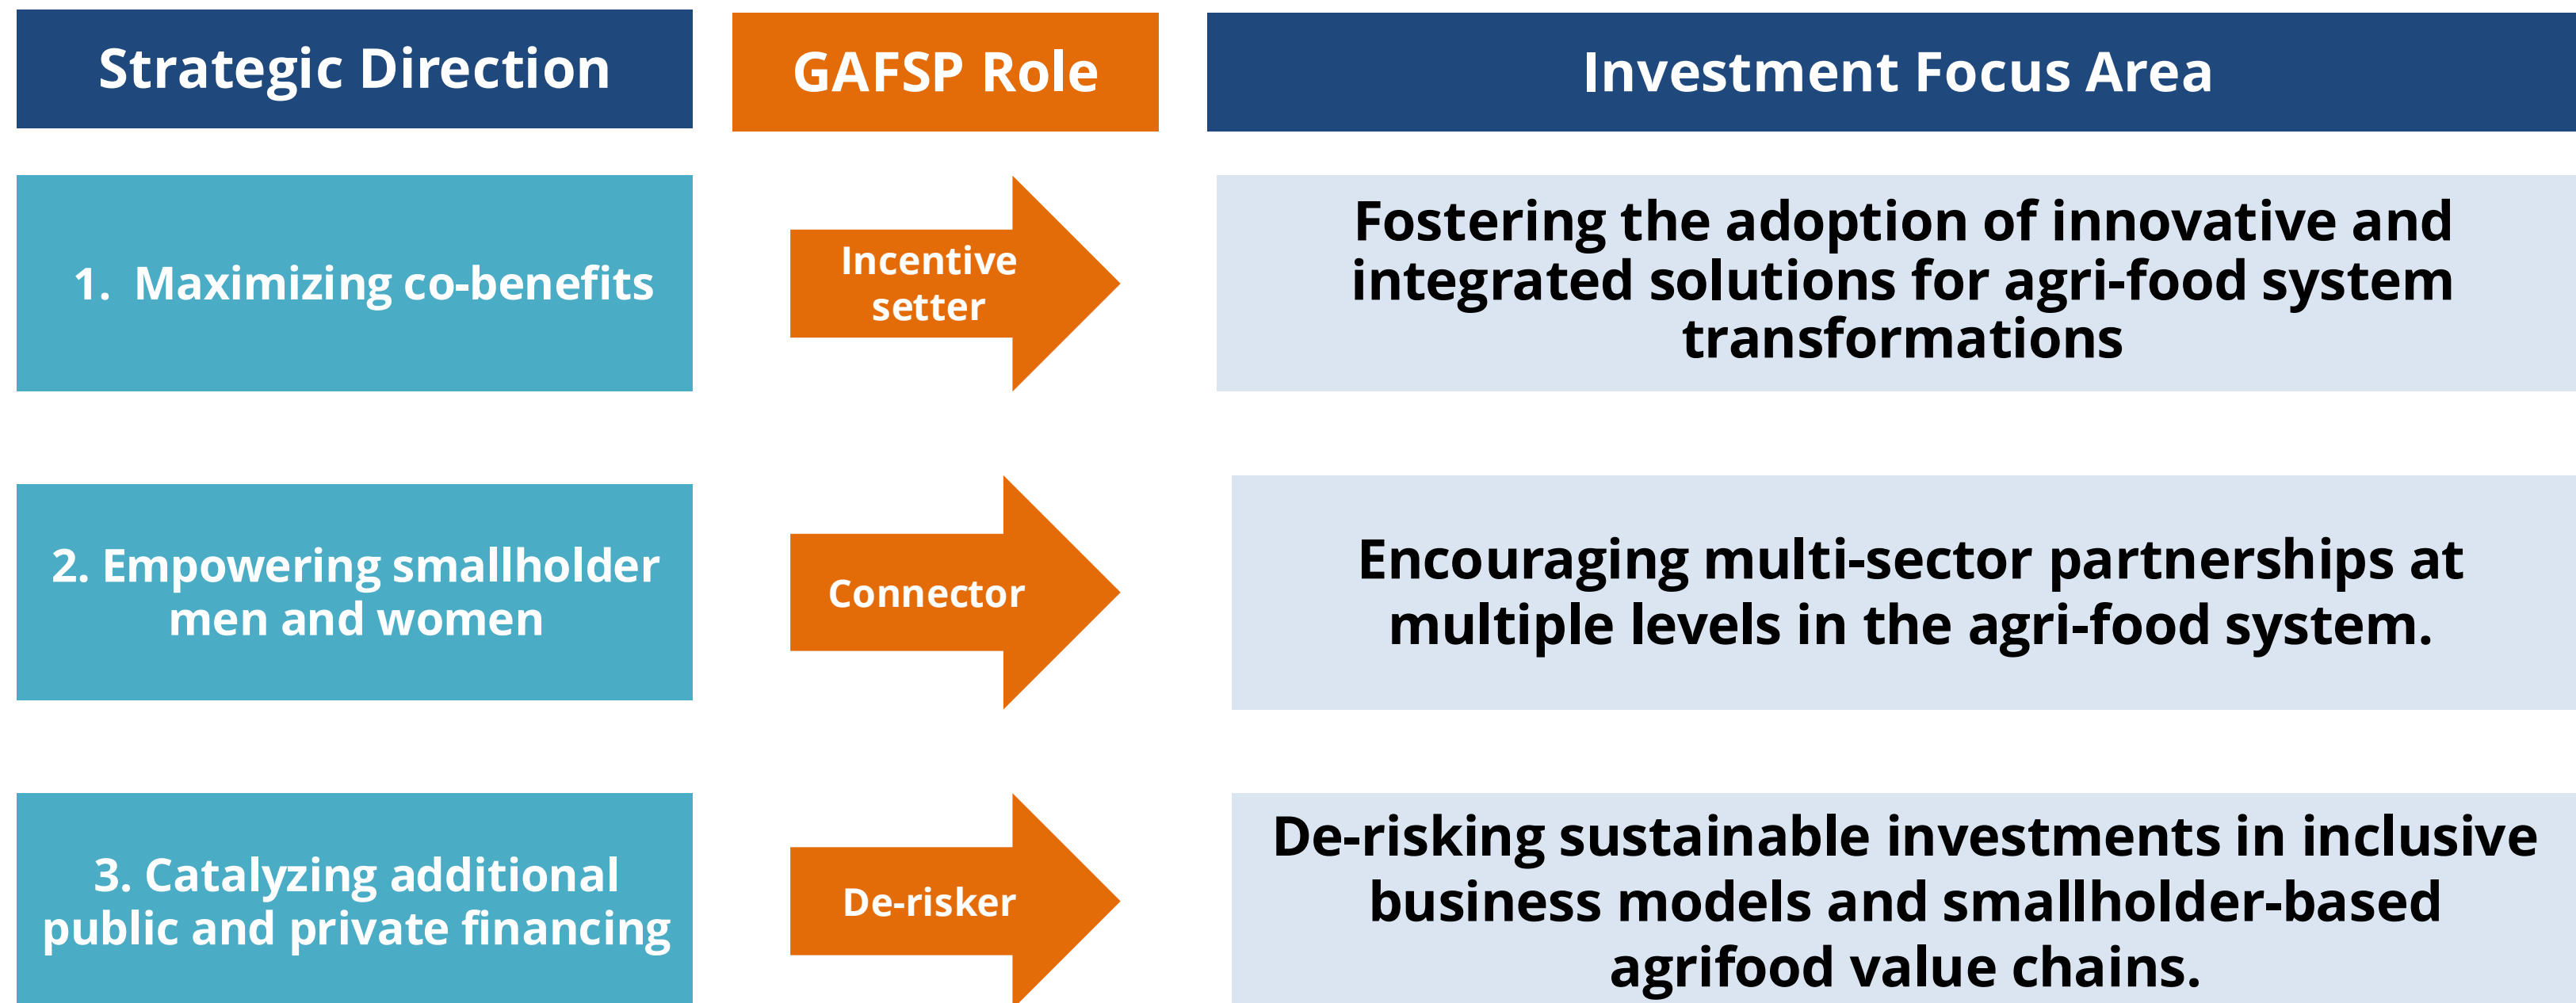 Strategic Direction
GAFSP Role
Investment Focus Area
1. Maximizing co-benefits
Incentive
setter
Fostering the adoption of innovative and
integrated solutions for agri-food system
transformations
2. Empowering smallholder
men and women
Connector
Encouraging multi-sector partnerships at
multiple levels in the agri-food system.
3. Catalyzing additional
public and private financing
De-risker
De-risking sustainable investments in inclusive
business models and smallholder-based
agrifood value chains.